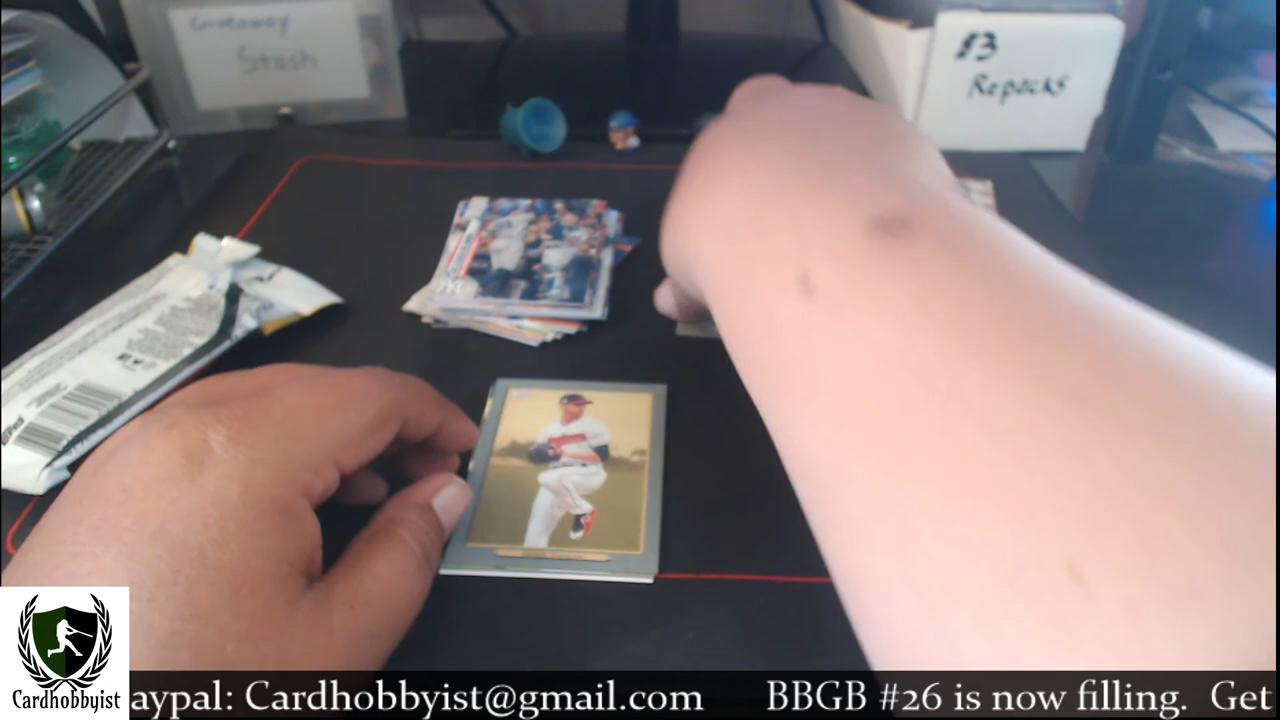 Giveaway
Stash
$3
Repacks
Cardhobbyist
aypal: Cardhobbyist@gmail.com BBGB #26 is now filling. Get